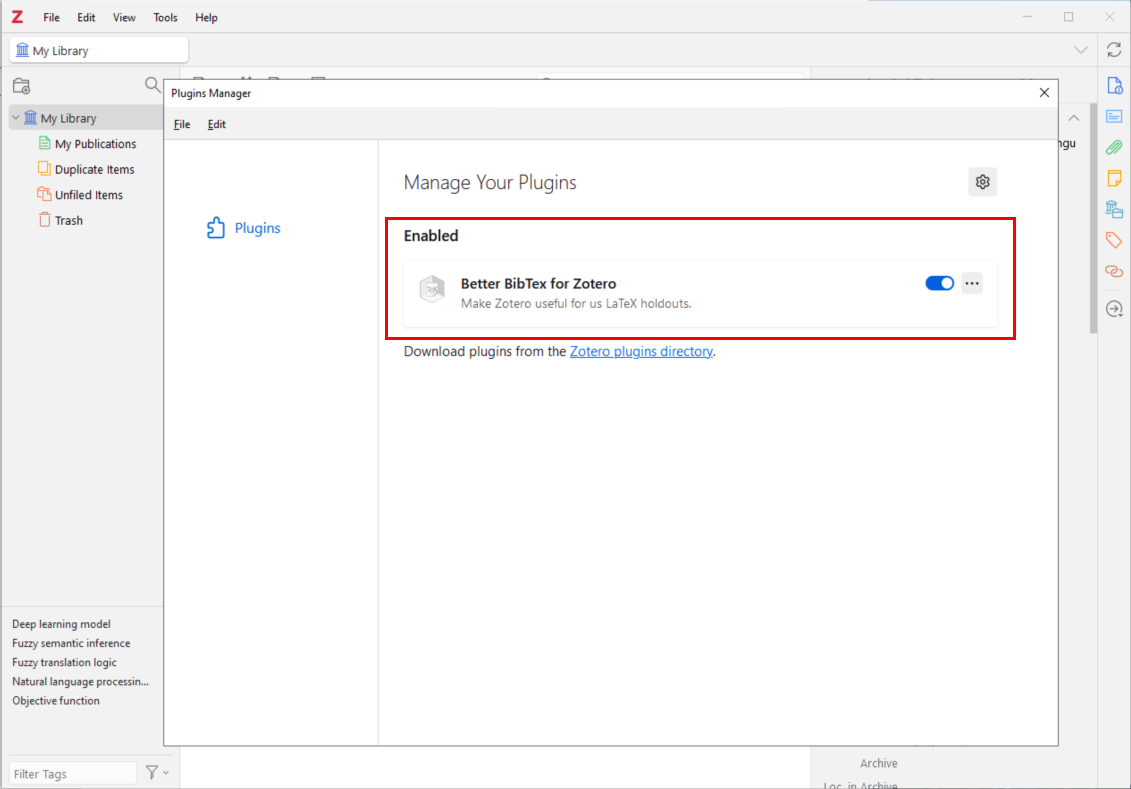 Z File Edit View Tools Help
My Library
Plugins Manager
File Edit
My Library
My Publications
Duplicate Items
Unfiled Items
Trash
Plugins
Manage Your Plugins
Enabled
Better BibTex for Zotero
Make Zotero useful for us LaTeX holdouts.
Download plugins from the Zotero plugins directory.
ngu
Deep learning model
Fuzzy semantic inference
Fuzzy translation logic
Natural language processin...
Objective function
Filter Tags
Archive
Loc. in Archive